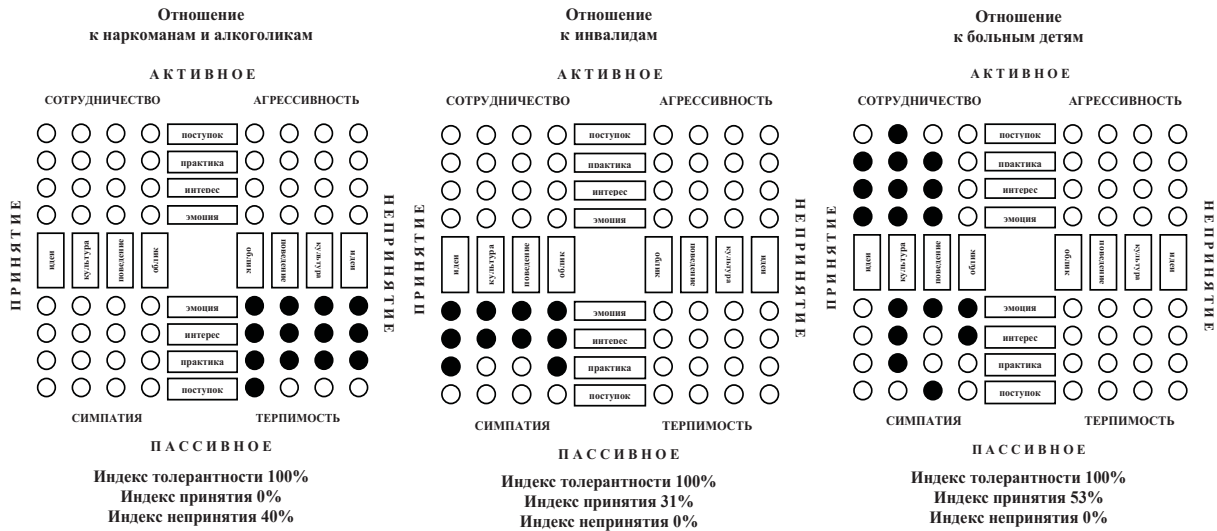 Отношение
к наркоманам и алкоголикам
АКТИВНОЕ
СОТРУДНИЧЕСТВО АГРЕССИВНОСТЬ
поступок
практика
интерес
эмоция
ПРИНЯТИЕ
НЕПРИНЯТИЕ
идеи культура поведение облик облик поведение культура идеи
эмоция
интерес
практика
поступок
СИМПАТИЯ ТЕРПИМОСТЬ
ПАССИВНОЕ
Индекс толерантности 100%
Индекс принятия 0%
Индекс непринятия 40%
Отношение
к инвалидам
АКТИВНОЕ
СОТРУДНИЧЕСТВО АГРЕССИВНОСТЬ
поступок
практика
интерес
эмоция
ПРИНЯТИЕ
НЕПРИНЯТИЕ
идеи культура поведение облик облик поведение культура идеи
эмоция
интерес
практика
поступок
СИМПАТИЯ ТЕРПИМОСТЬ
ПАССИВНОЕ
Индекс толерантности 100%
Индекс принятия 31%
Индекс непринятия 0%
Отношение
к больным детям
АКТИВНОЕ
СОТРУДНИЧЕСТВО АГРЕССИВНОСТЬ
поступок
практика
интерес
эмоция
ПРИНЯТИЕ
НЕПРИНЯТИЕ
идеи культура поведение облик облик поведение культура идеи
эмоция
интерес
практика
поступок
СИМПАТИЯ ТЕРПИМОСТЬ
ПАССИВНОЕ
Индекс толерантности 100%
Индекс принятия 53%
Индекс непринятия 0%